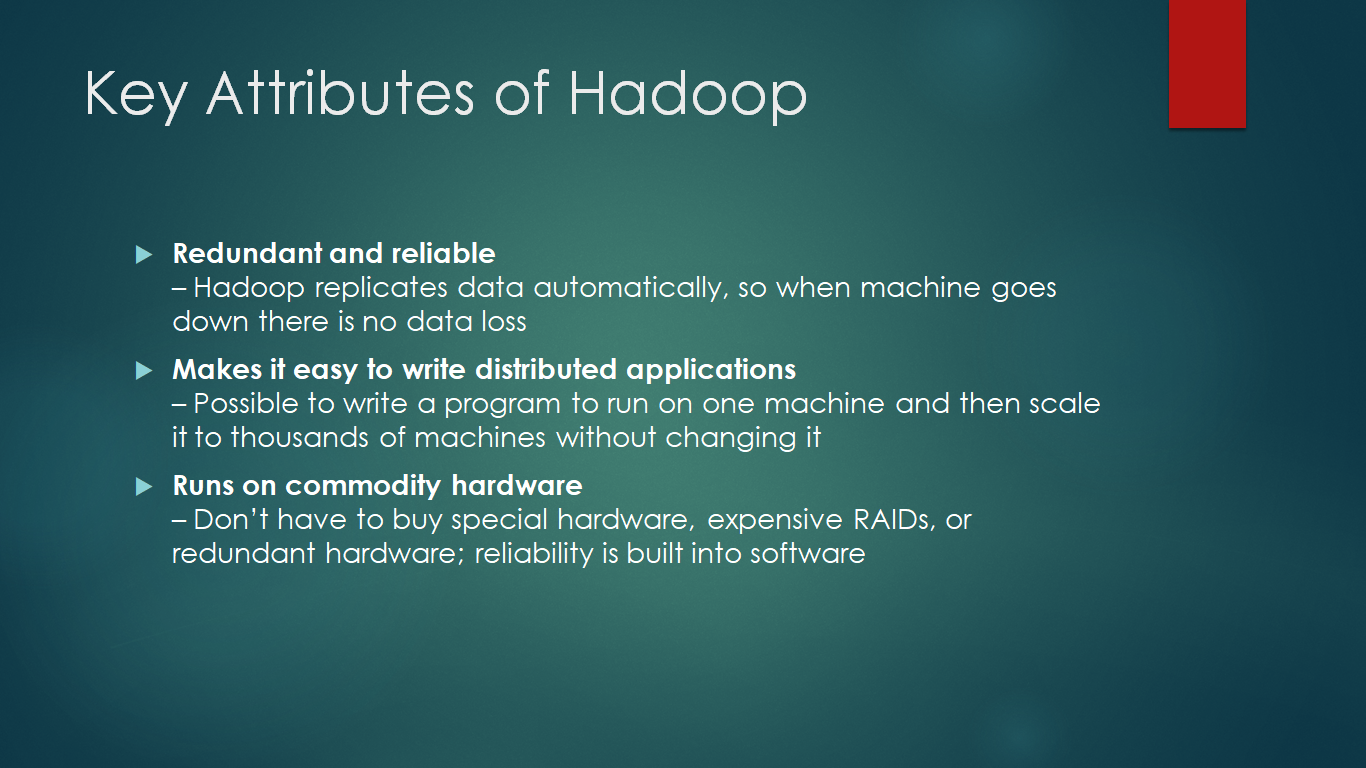 Key Attributes of Hadoop
Redundant and reliable
– Hadoop replicates data automatically, so when machine goes
down there is no data loss
Makes it easy to write distributed applications
– Possible to write a program to run on one machine and then scale
it to thousands of machines without changing it
Runs on commodity hardware
– Don’t have to buy special hardware, expensive RAIDs, or
redundant hardware; reliability is built into software